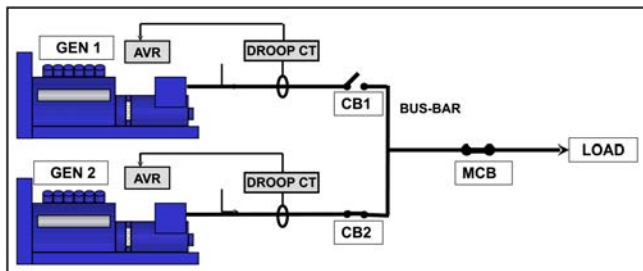 GEN 1
AVR
DROOP CT
CB1
BUS-BAR
LOAD
MCB
GEN 2
AVR
DROOP CT
CB2